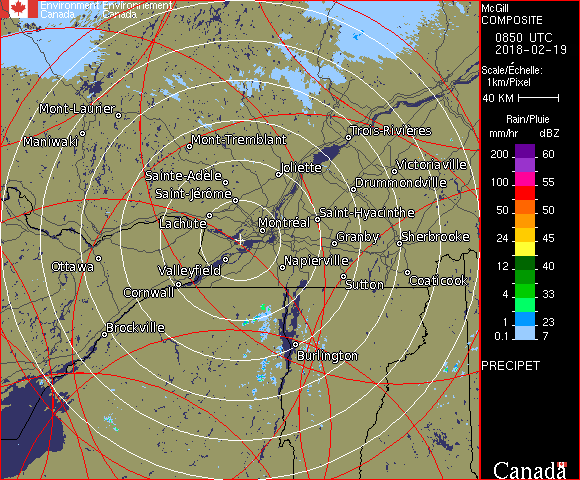 Environment Environnement
Canada Canada
McGill
COMPOSITE
0850 UTC
2018-02-19
Scale/Échelle:
1km/Pixel
40 KM
Rain/Pluie
mm/hr dBZ
200 60
100 55
50 50
24 45
12 40
4 33
1 23
0.1 7
PRECIPET
Canada
Mont-Laurier
Maniwaki
Mont-Tremblant
Trois-Rivières
Sainte-Adèle
Joliette
Victoriaville
Saint-Jérôme
Drummondville
Lachute
Montréal
Saint-Hyacinthe
Granby
Sherbrooke
Ottawa
Valleyfield
Napierville
Cornwall
Sutton
Coaticook
Brockville
Burlington